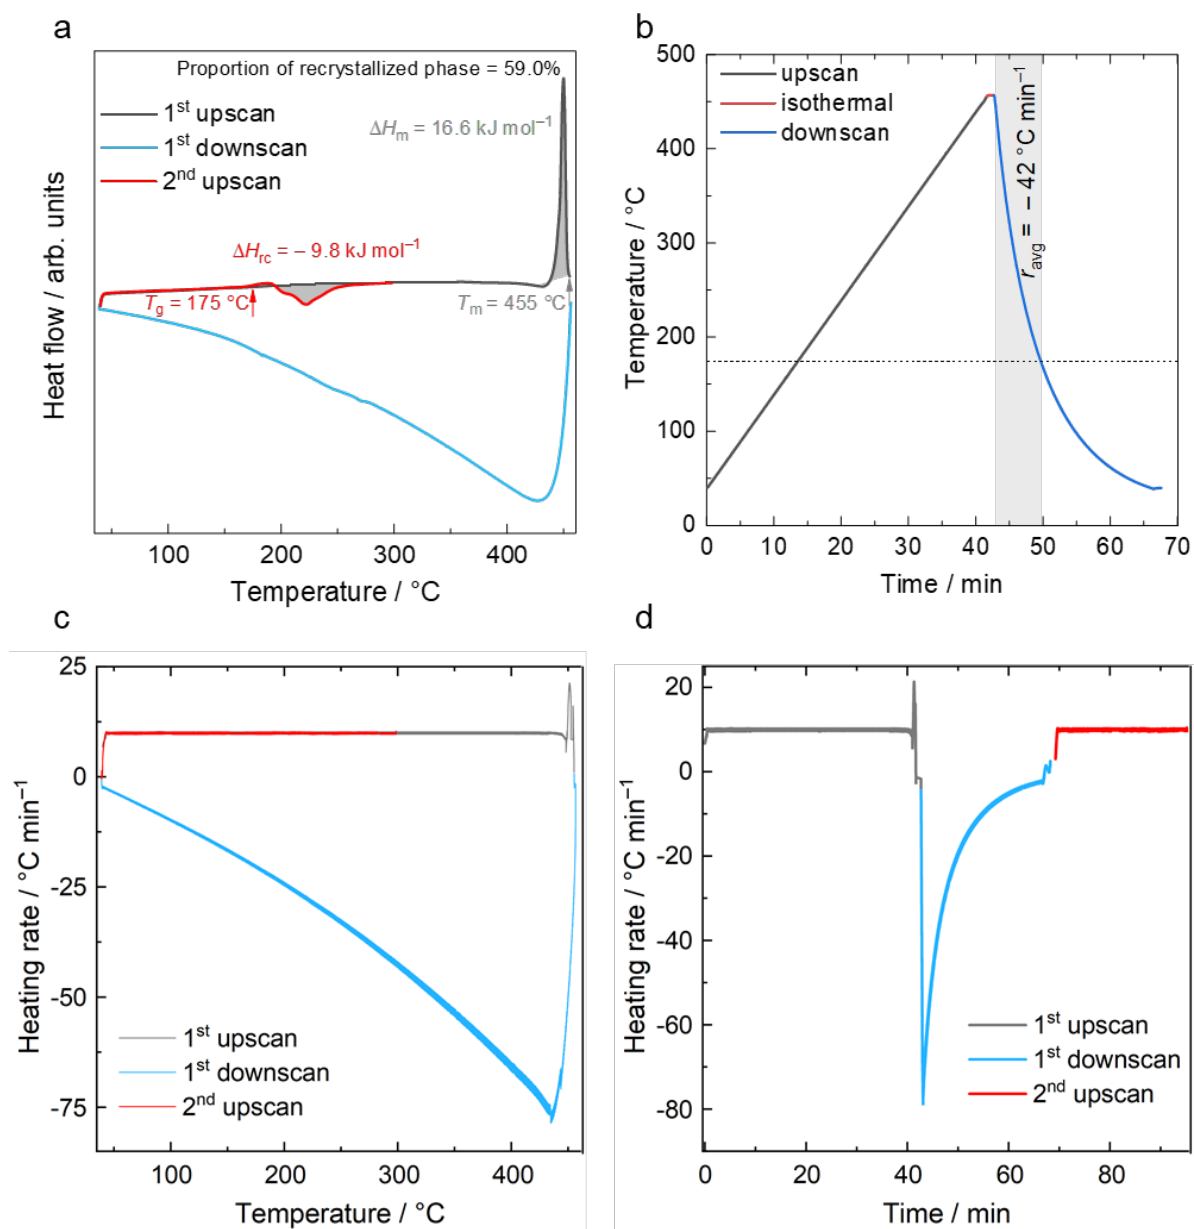 a
Proportion of recrystallized phase = 59.0%
1st upscan
1st downscan
2nd upscan
ΔHm = 16.6 kJ mol⁻¹
ΔHrc = – 9.8 kJ mol⁻¹
Tg = 175 °C
Tm = 455 °C
Heat flow / arb. units
100
200
300
400
Temperature / °C
b
500
400
300
200
100
0
upscan
isothermal
downscan
ravg = – 42 °C min⁻¹
Temperature / °C
0
10
20
30
40
50
60
70
Time / min
c
25
0
-25
-50
-75
Heating rate / °C min⁻¹
1st upscan
1st downscan
2nd upscan
100
200
300
400
Temperature / °C
d
20
0
-20
-40
-60
-80
Heating rate / °C min⁻¹
1st upscan
1st downscan
2nd upscan
0
20
40
60
80
Time / min